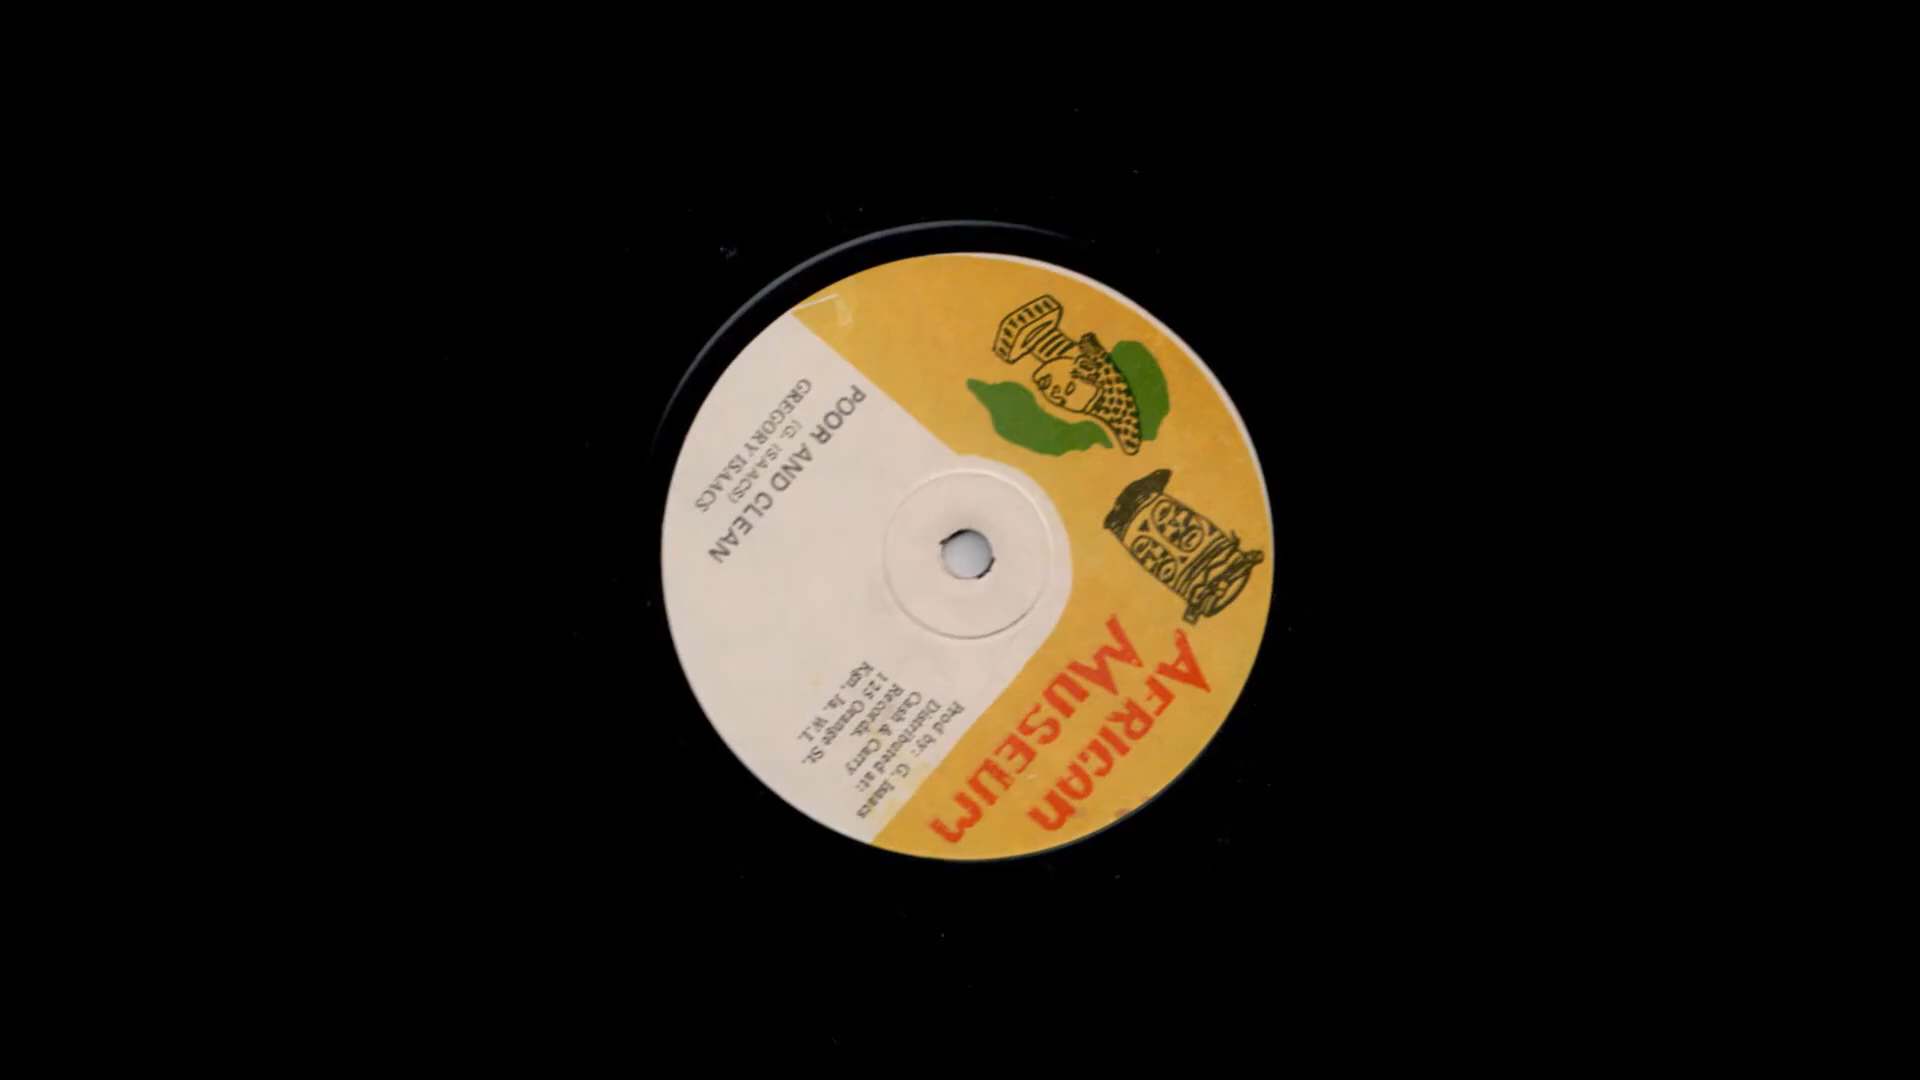 AFRICAN
MUSEUM
POOR AND CLEAN
(G. ISAACS)
GREGORY ISAACS
Prod by: G. Isaacs
Distributed at:
Cash & Carry
Records,
125 Orange St.
Kgn., Ja. W.I.